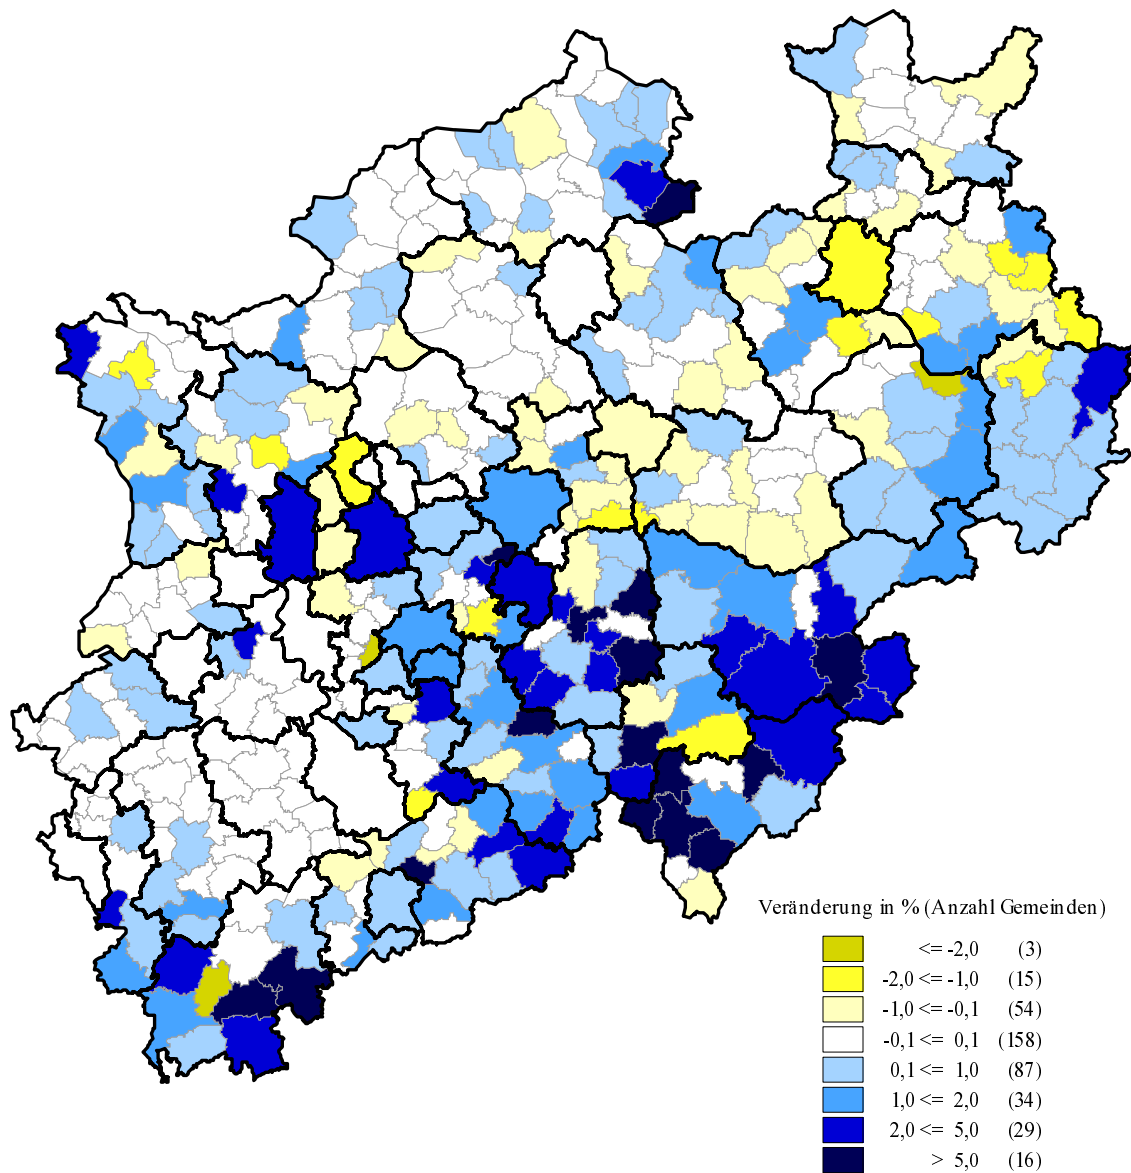 Veränderung in % (Anzahl Gemeinden)
<= -2,0 (3)
-2,0 <= -1,0 (15)
-1,0 <= -0,1 (54)
-0,1 <= 0,1 (158)
0,1 <= 1,0 (87)
1,0 <= 2,0 (34)
2,0 <= 5,0 (29)
> 5,0 (16)